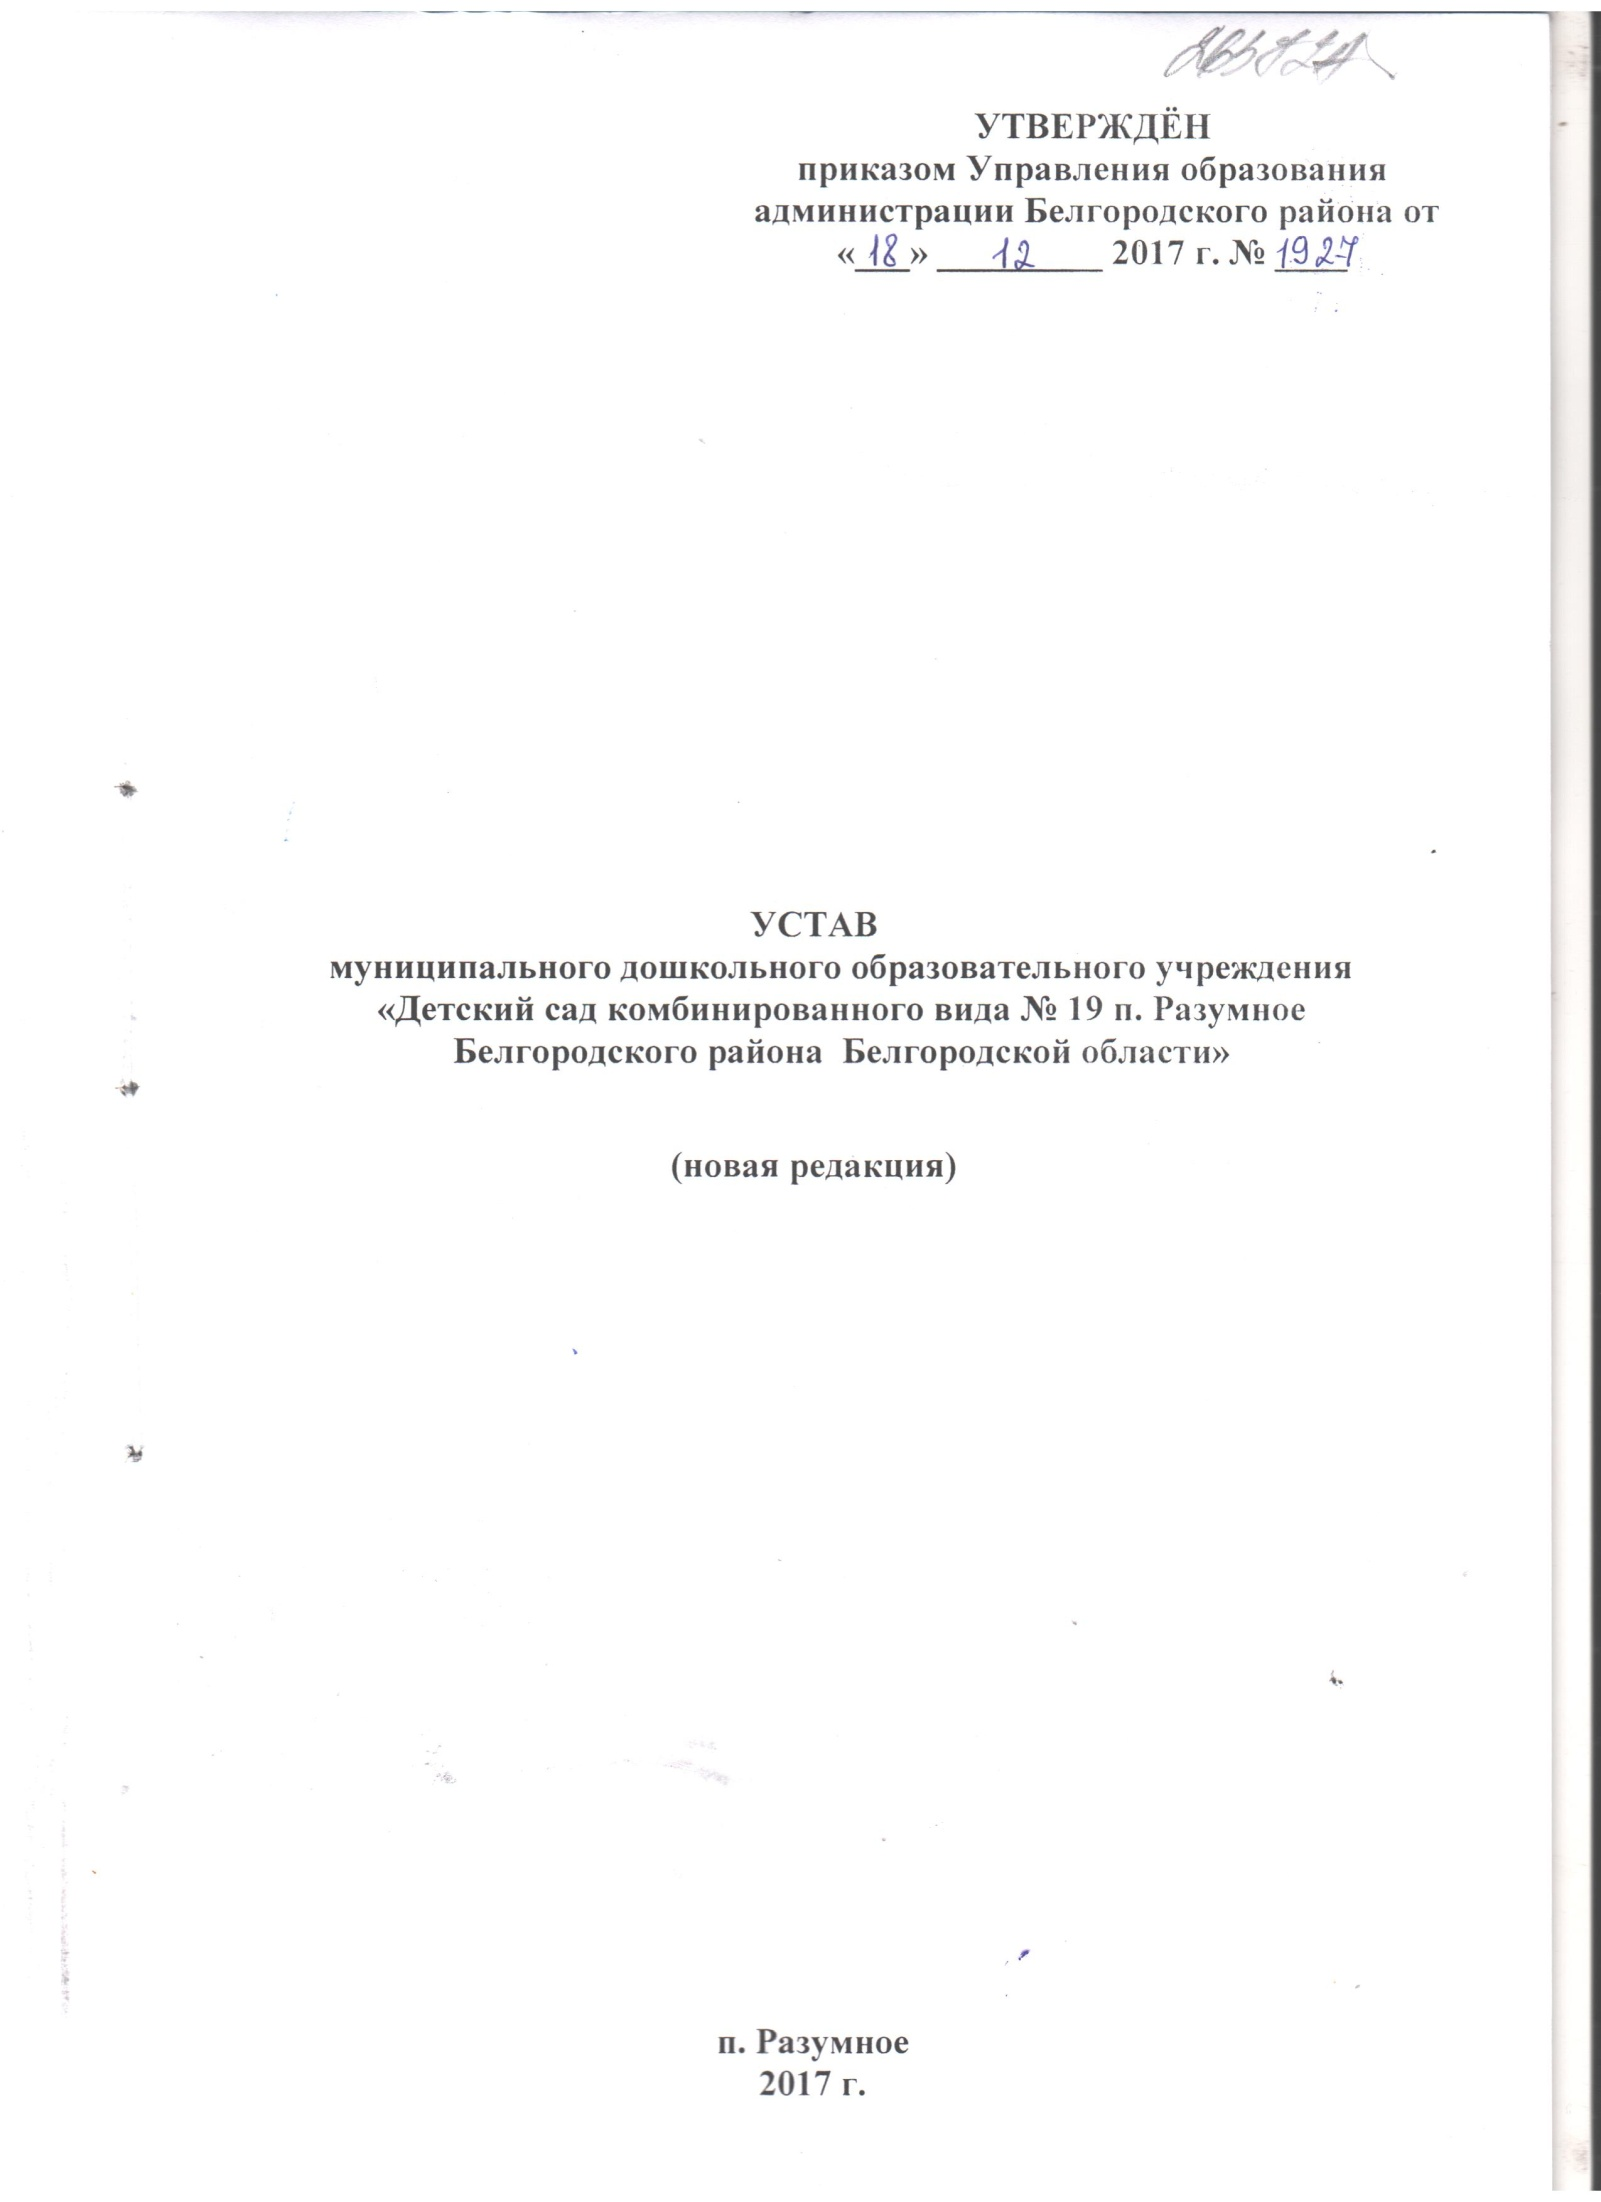 УТВЕРЖДЁН
приказом Управления образования
администрации Белгородского района от
«18» 12 2017 г. № 1927
УСТАВ
муниципального дошкольного образовательного учреждения
«Детский сад комбинированного вида № 19 п. Разумное
Белгородского района Белгородской области»
(новая редакция)
п. Разумное
2017 г.